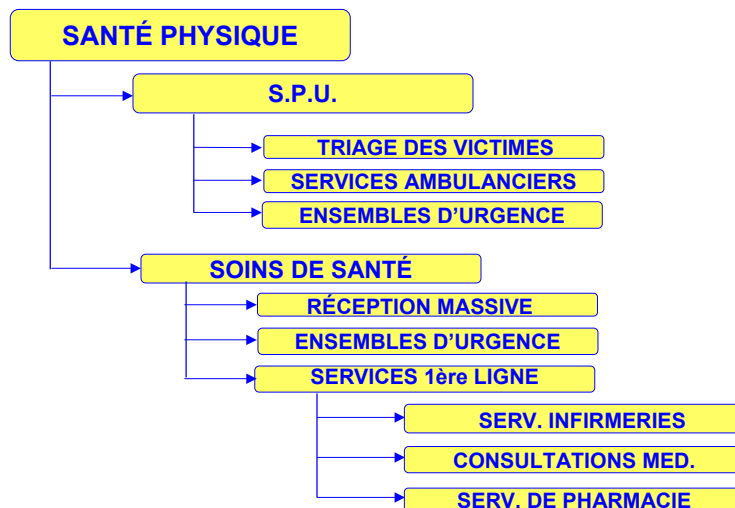 SANTÉ PHYSIQUE
S.P.U.
TRIAGE DES VICTIMES
SERVICES AMBULANCIERS
ENSEMBLES D'URGENCE
SOINS DE SANTÉ
RÉCEPTION MASSIVE
ENSEMBLES D'URGENCE
SERVICES 1ère LIGNE
SERV. INFIRMERIES
CONSULTATIONS MED.
SERV. DE PHARMACIE